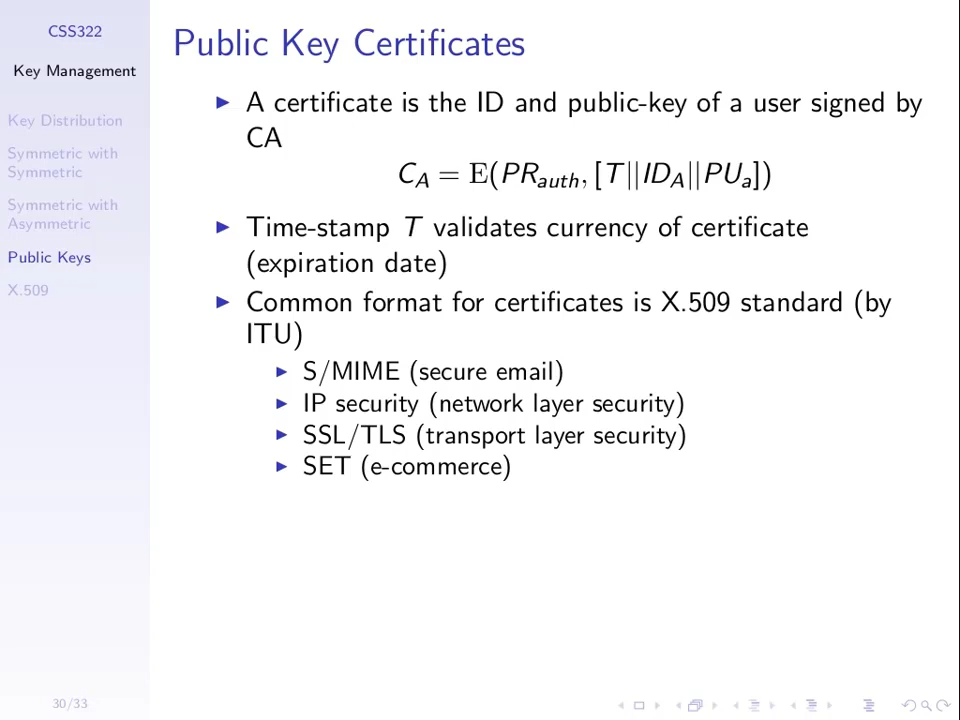 CSS322
Key Management
Key Distribution
Symmetric with
Symmetric
Symmetric with
Asymmetric
Public Keys
X.509
30/33
Public Key Certificates
A certificate is the ID and public-key of a user signed by
CA
C_A = E(PR_auth, [T||ID_A||PU_a])
Time-stamp T validates currency of certificate
(expiration date)
Common format for certificates is X.509 standard (by
ITU)
S/MIME (secure email)
IP security (network layer security)
SSL/TLS (transport layer security)
SET (e-commerce)